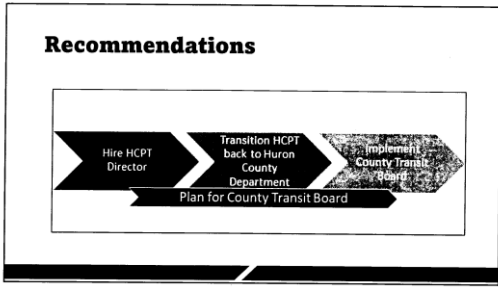 Recommendations
Hire HCPT
Director
Transition HCPT
back to Huron
County
Department
Implement
County Transit
Board
Plan for County Transit Board